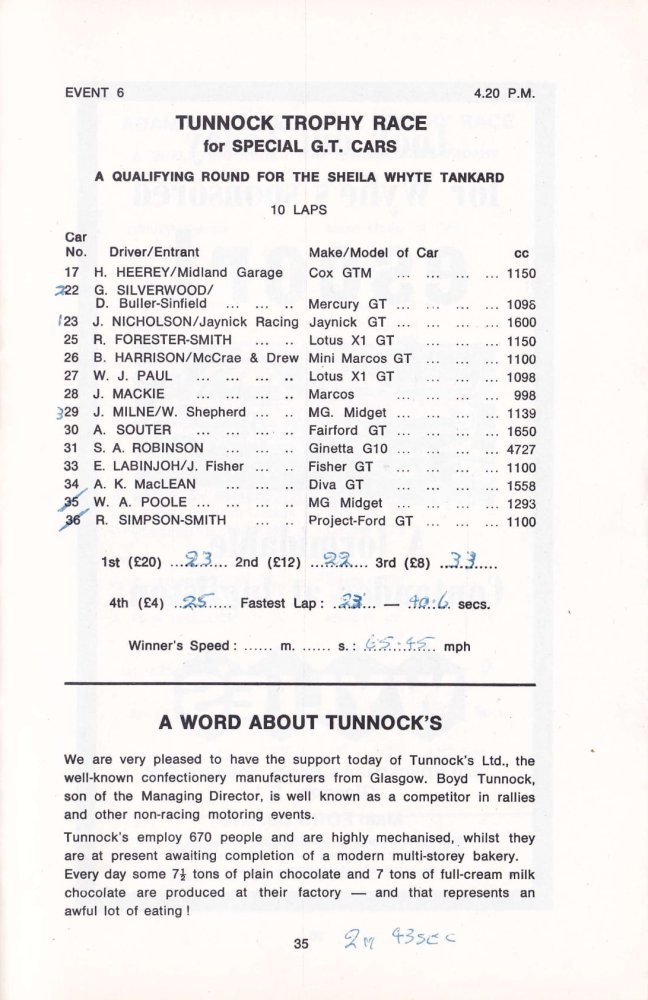 EVENT 6 4.20 P.M.
TUNNOCK TROPHY RACE
for SPECIAL G.T. CARS
A QUALIFYING ROUND FOR THE SHEILA WHYTE TANKARD
10 LAPS
Car
No. Driver/Entrant Make/Model of Car cc
17 H. HEEREY/Midland Garage Cox GTM ... ... ... 1150
2 22 G. SILVERWOOD/
D. Buller-Sinfield ... ... .. Mercury GT ... ... ... 1098
1 23 J. NICHOLSON/Jaynick Racing Jaynick GT ... ... ... 1600
25 R. FORESTER-SMITH ... .. Lotus X1 GT ... ... 1150
26 B. HARRISON/McCrae & Drew Mini Marcos GT ... ... 1100
27 W. J. PAUL ... ... .. Lotus X1 GT ... ... 1098
28 J. MACKIE ... ... .. Marcos ... ... 998
3 29 J. MILNE/W. Shepherd ... .. MG. Midget ... ... ... 1139
30 A. SOUTER ... ... .. Fairford GT ... ... ... 1650
31 S. A. ROBINSON ... ... .. Ginetta G10 ... ... ... 4727
33 E. LABINJOH/J. Fisher ... .. Fisher GT ... ... 1100
34 A. K. MacLEAN ... ... .. Diva GT ... ... 1558
35 W. A. POOLE ... ... ... .. MG Midget ... ... ... 1293
36 R. SIMPSON-SMITH ... .. Project-Ford GT ... ... ... 1100
1st (£20) ...23... 2nd (£12) ...22.... 3rd (£8) ..33.....
4th (£4) ..25...... Fastest Lap : ..23... — .40.6. secs.
Winner's Speed : ...... m. ...... s. : 65.45.. mph
A WORD ABOUT TUNNOCK'S
We are very pleased to have the support today of Tunnock's Ltd., the
well-known confectionery manufacturers from Glasgow. Boyd Tunnock,
son of the Managing Director, is well known as a competitor in rallies
and other non-racing motoring events.
Tunnock's employ 670 people and are highly mechanised, whilst they
are at present awaiting completion of a modern multi-storey bakery.
Every day some 7½ tons of plain chocolate and 7 tons of full-cream milk
chocolate are produced at their factory — and that represents an
awful lot of eating !
35 2M 43SEC